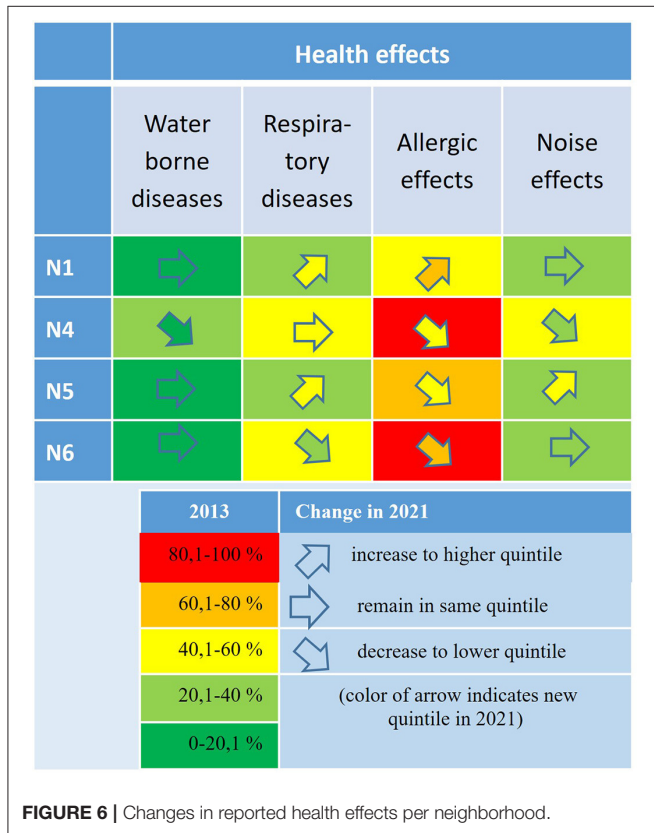 Health effects
Water
borne
diseases
Respira-
tory
diseases
Allergic
effects
Noise
effects
N1
N4
N5
N6
2013
Change in 2021
80,1-100 %
increase to higher quintile
60,1-80 %
remain in same quintile
40,1-60 %
decrease to lower quintile
20,1-40 %
(color of arrow indicates new
quintile in 2021)
0-20,1 %
FIGURE 6 | Changes in reported health effects per neighborhood.